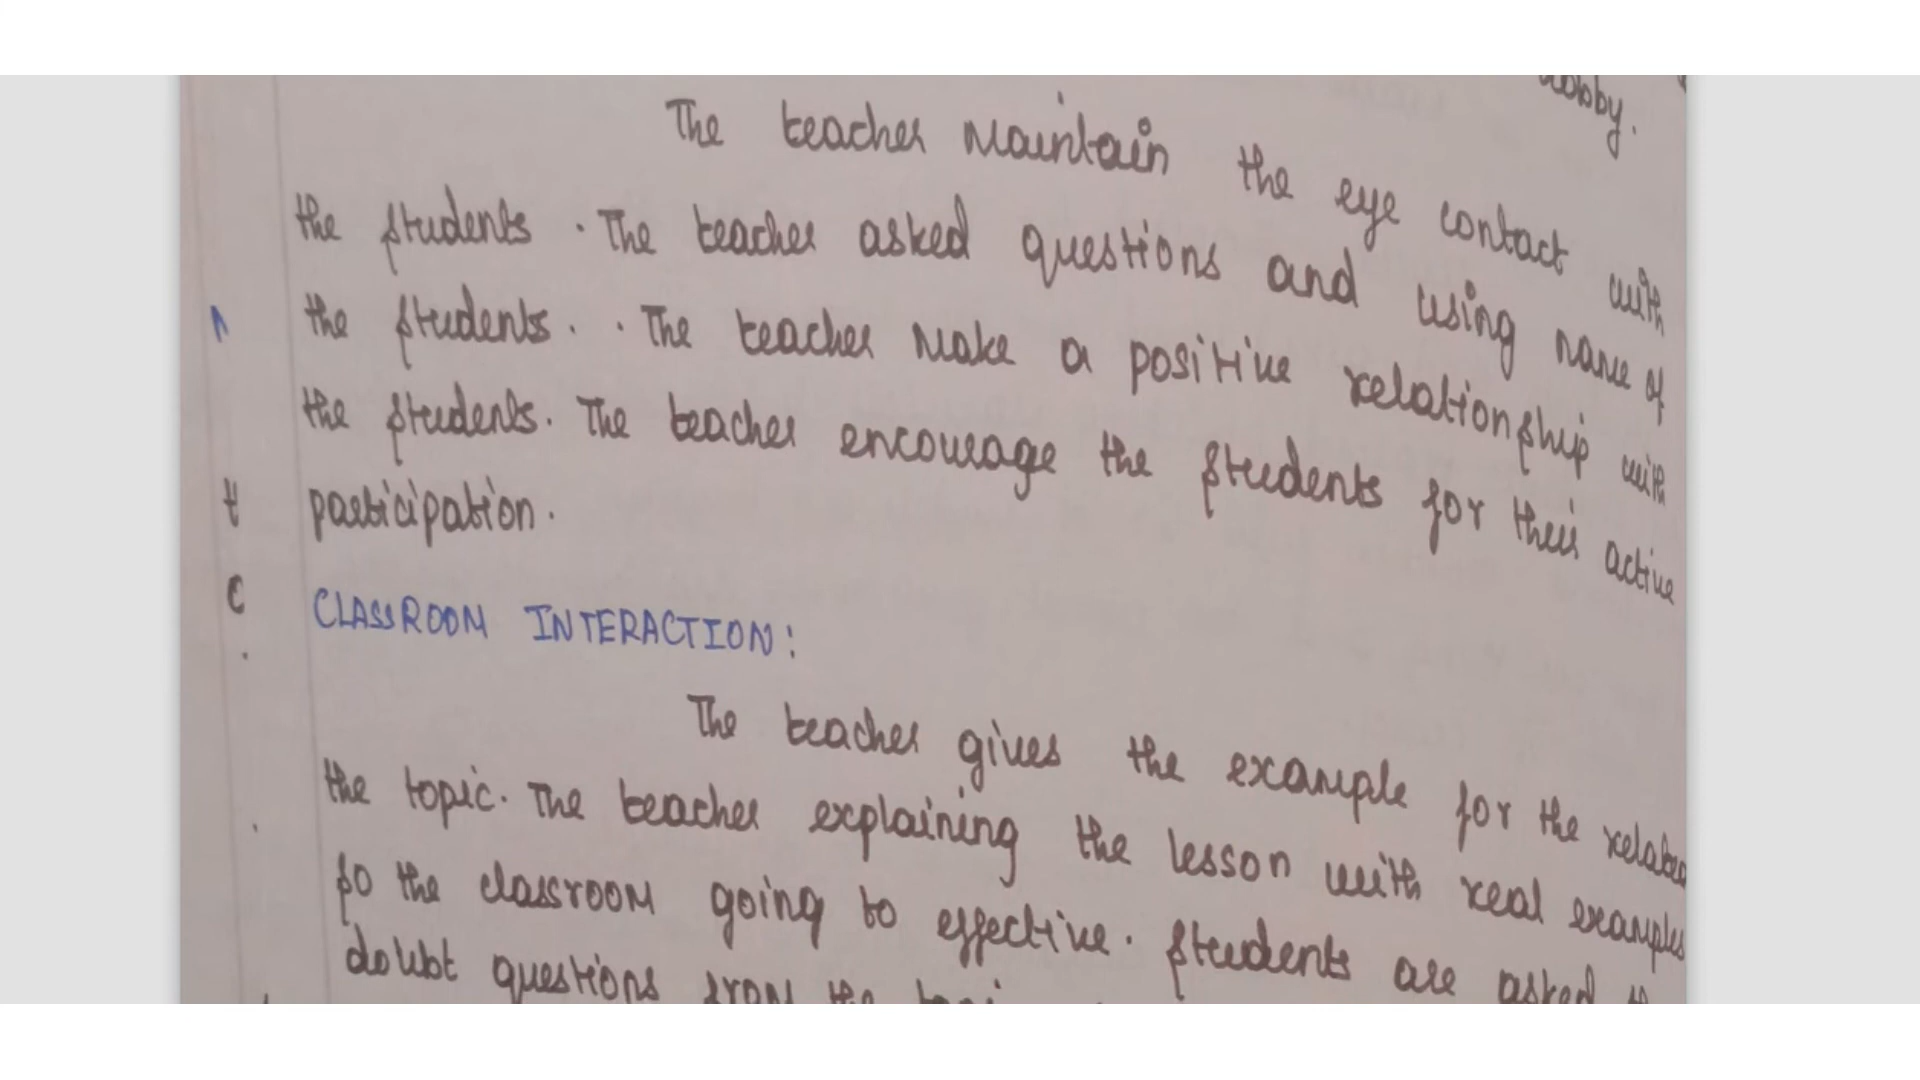 The teacher maintain the eye contact with
the students. The teacher asked questions and using name of
the students. . The teacher make a positive relationship with
the students. The teacher encourage the students for their active
participation.
CLASSROOM INTERACTION:
The teacher gives the example for the related
the topic. The teacher explaining the lesson with real examples
so the classroom going to effective. Students are asked
doubt questions from the topic